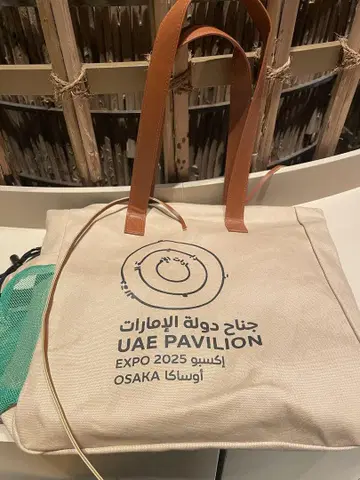 جناح دولة الإمارات
UAE PAVILION
EXPO 2025 إكسبو
OSAKA أوساكا